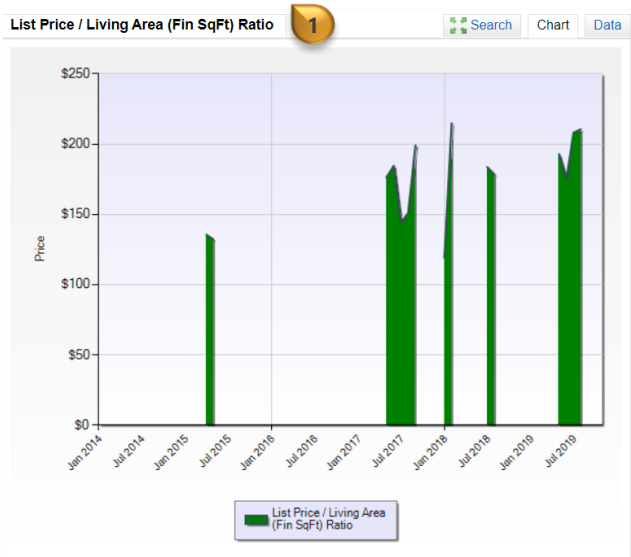 List Price / Living Area (Fin SqFt) Ratio
1
Search
Chart
Data
$250
$200
$150
$100
$50
$0
Price
Jan 2014
Jul 2014
Jan 2015
Jul 2015
Jan 2016
Jul 2016
Jan 2017
Jul 2017
Jan 2018
Jul 2018
Jan 2019
Jul 2019
List Price / Living Area
(Fin SqFt) Ratio